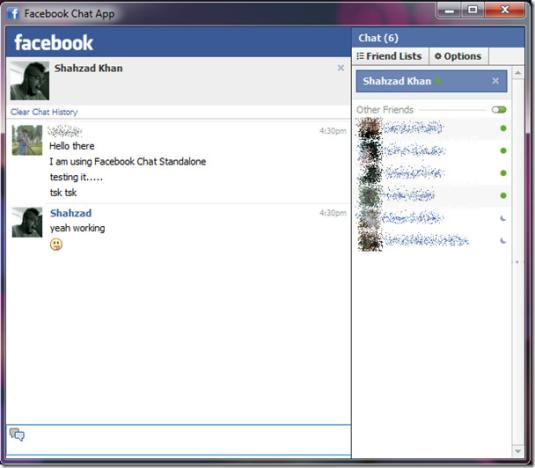 Facebook Chat App
facebook
Shahzad Khan
Clear Chat History
4:30pm
Hello there
I am using Facebook Chat Standalone
testing it.....
tsk tsk
Shahzad
4:30pm
yeah working
Chat (6)
Friend Lists
Options
Shahzad Khan
Other Friends